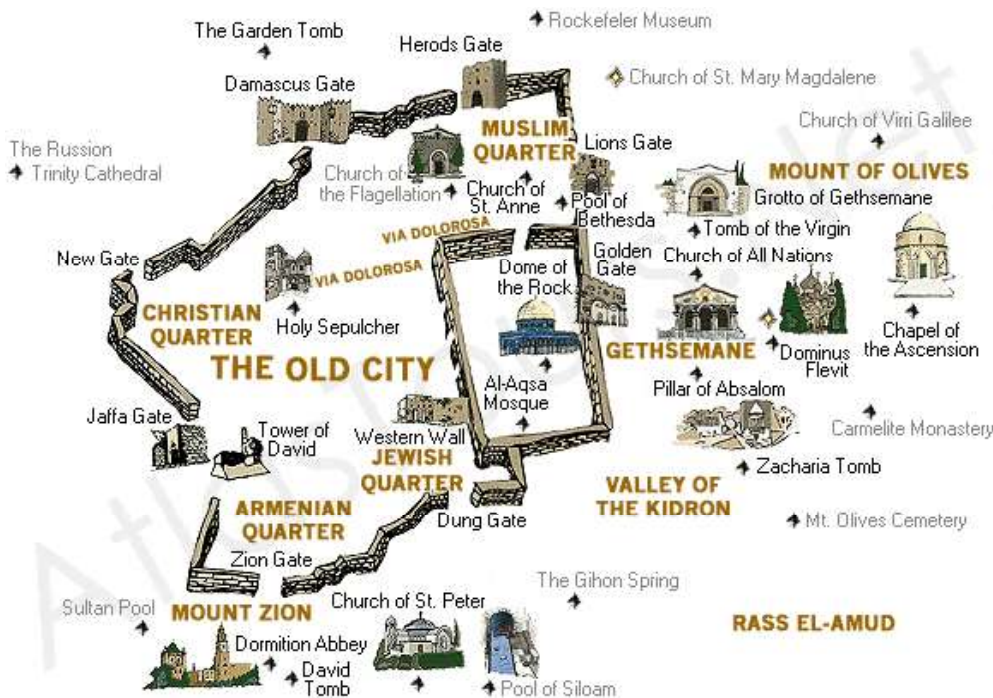 Rockefeler Museum
The Garden Tomb
Herods Gate
Damascus Gate
Church of St. Mary Magdalene
Church of Virri Galilee
MUSLIM
QUARTER
Lions Gate
The Russion
Trinity Cathedral
Church of
the Flagellation
MOUNT OF OLIVES
Church of
St. Anne
Pool of
Bethesda
Grotto of Gethsemane
Tomb of the Virgin
VIA DOLOROSA
New Gate
VIA DOLOROSA
Golden
Gate
Church of All Nations
Dome of
the Rock
CHRISTIAN
QUARTER
Holy Sepulcher
Chapel of
the Ascension
THE OLD CITY
GETHSEMANE
Dominus
Flevit
Al-Aqsa
Mosque
Pillar of Absalom
Jaffa Gate
Tower of
David
Western Wall
Carmelite Monastery
JEWISH
QUARTER
Zacharia Tomb
VALLEY OF
THE KIDRON
ARMENIAN
QUARTER
Dung Gate
Mt. Olives Cemetery
Zion Gate
The Gihon Spring
Sultan Pool
MOUNT ZION
Church of St. Peter
RASS EL-AMUD
Dormition Abbey
David
Tomb
Pool of Siloam